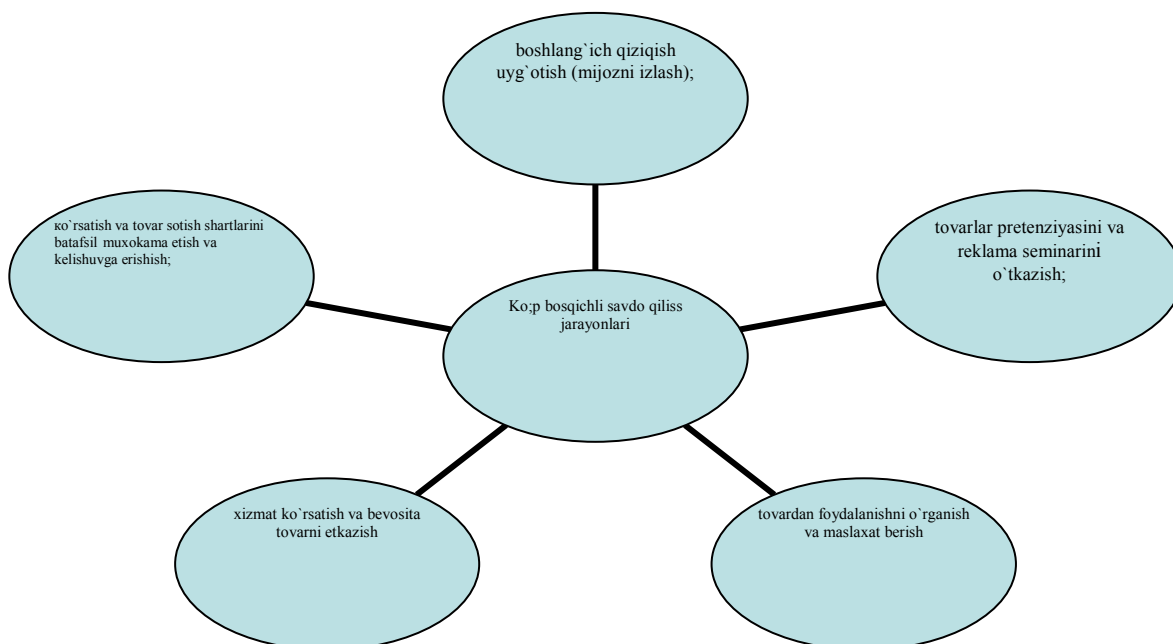 boshlang`ich qiziqish
uyg`otish (mijozni izlash);
ko`rsatish va tovar sotish shartlarini
batafsil muxokama etish va
kelishuvga erishish;
tovarlar pretenziyasini va
reklama seminarini
o`tkazish;
Ko;p bosqichli savdo qiliss
jarayonlari
xizmat ko`rsatish va bevosita
tovarni etkazish
tovardan foydalanishni o`rganish
va maslaxat berish